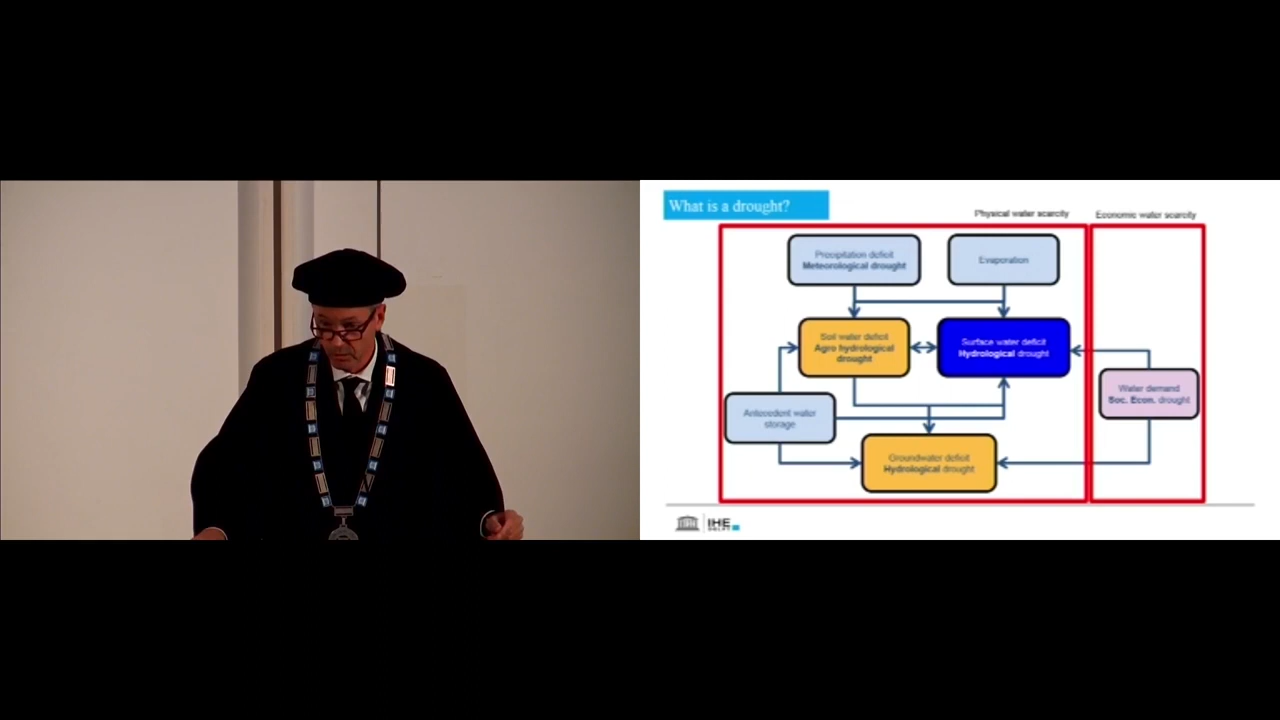 What is a drought?
Physical water scarcity
Economic water scarcity
Precipitation deficit
Meteorological drought
Evaporation
Soil water deficit
Agro hydrological
drought
Surface water deficit
Hydrological drought
Water demand
Soc. Econ. drought
Antecedent water
storage
Groundwater deficit
Hydrological drought
IHE
DELFT